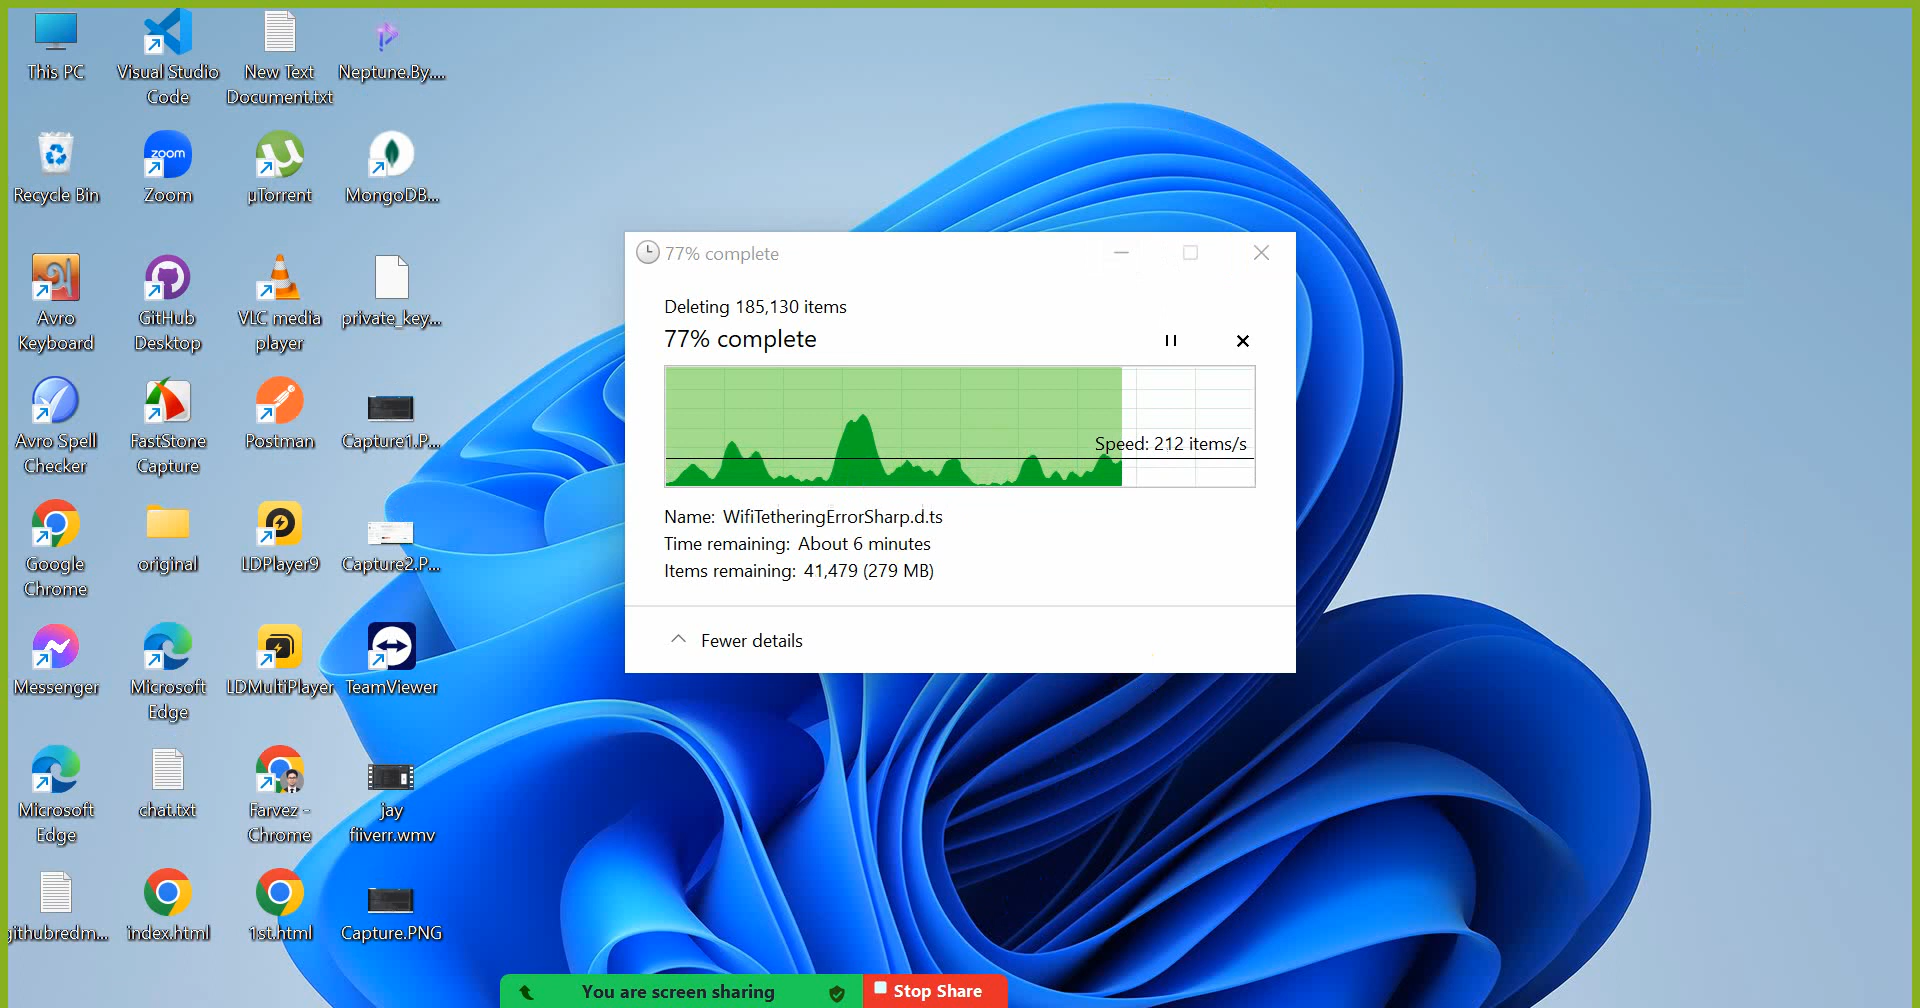 This PC
Visual Studio
Code
New Text
Document.txt
Neptune.By....
Recycle Bin
zoom
Zoom
µTorrent
MongoDB...
Avro
Keyboard
GitHub
Desktop
VLC media
player
private_key...
Avro Spell
Checker
FastStone
Capture
Postman
Capture1.P...
Google
Chrome
original
LDPlayer9
Capture2.P...
Messenger
Microsoft
Edge
LDMultiPlayer
TeamViewer
Microsoft
Edge
chat.txt
Farvez -
Chrome
jay
fiiverr.wmv
githubredm...
index.html
1st.html
Capture.PNG
77% complete
Deleting 185,130 items
77% complete
Speed: 212 items/s
Name: WifiTetheringErrorSharp.d.ts
Time remaining: About 6 minutes
Items remaining: 41,479 (279 MB)
Fewer details
You are screen sharing
Stop Share